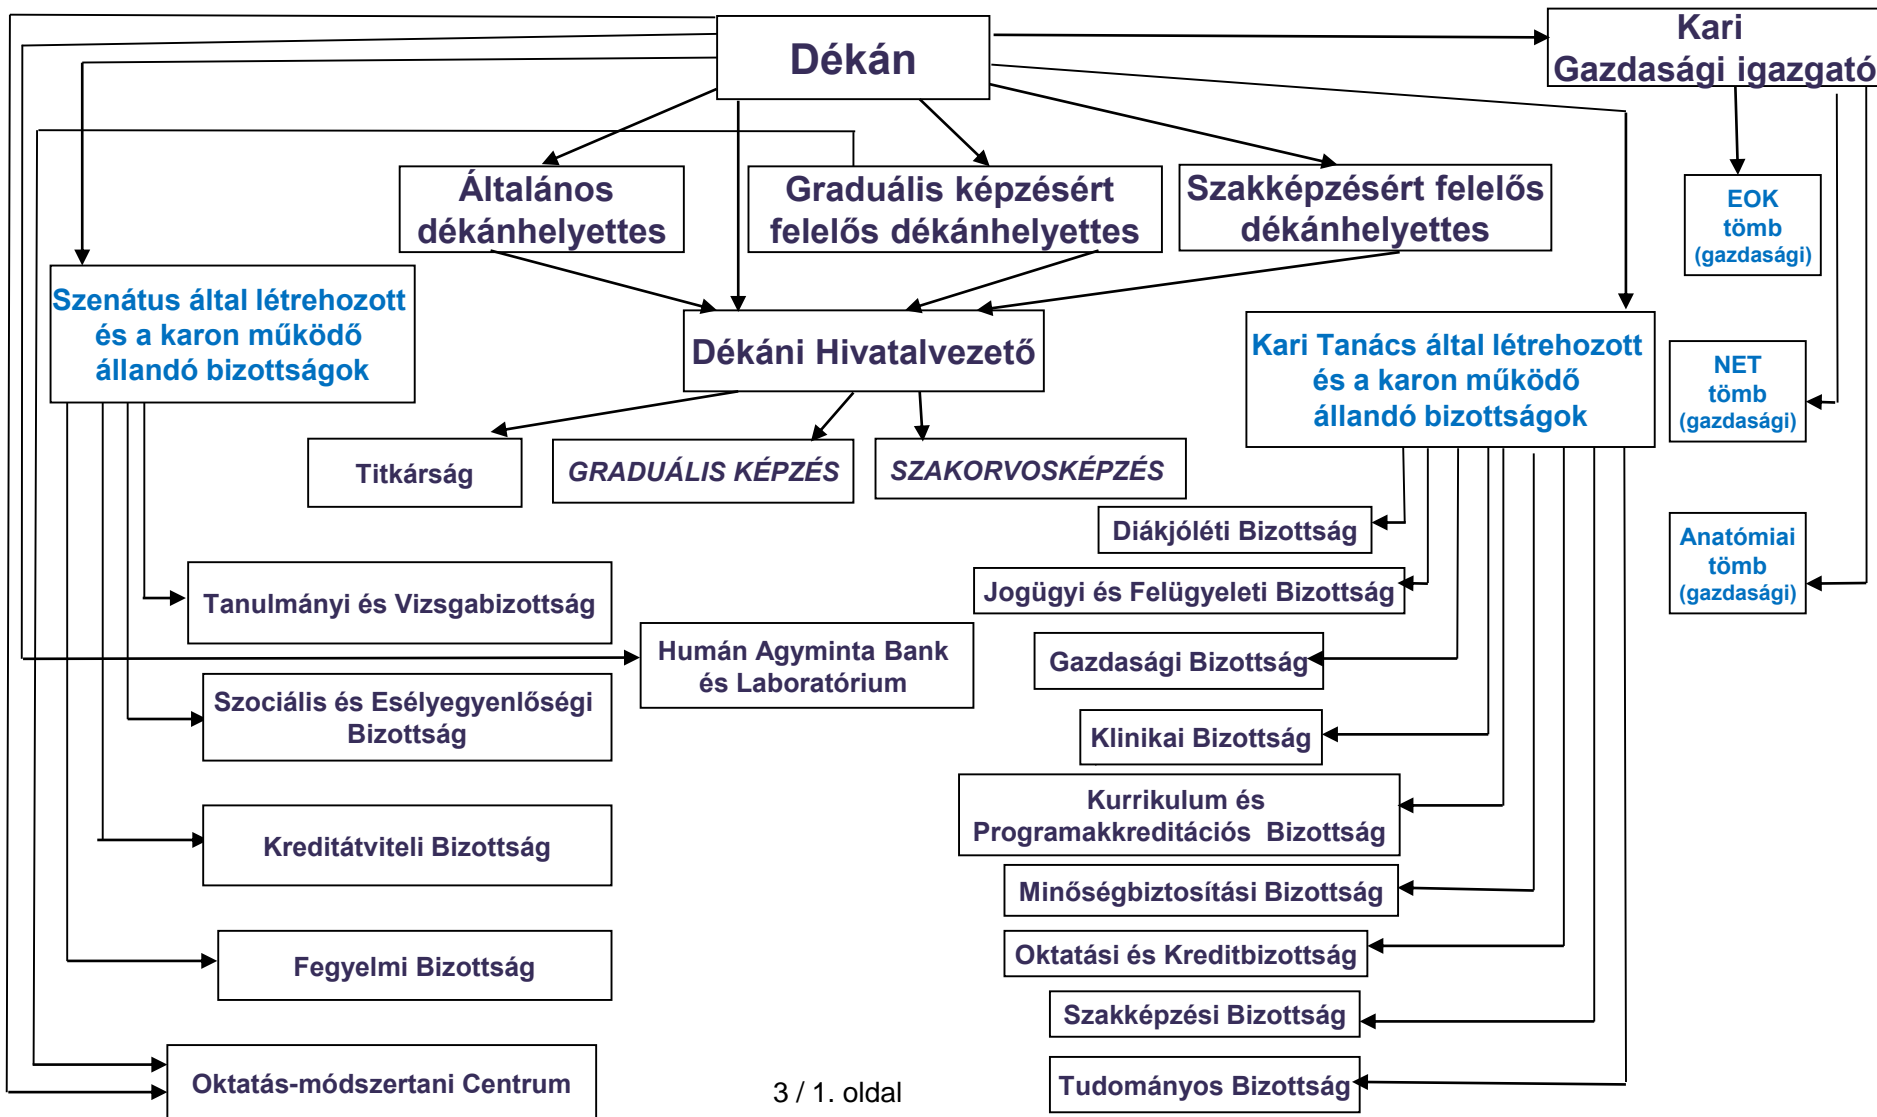 Dékán
Kari
Gazdasági igazgató
Általános
dékánhelyettes
Graduális képzésért
felelős dékánhelyettes
Szakképzésért felelős
dékánhelyettes
EOK
tömb
(gazdasági)
Szenátus által létrehozott
és a karon működő
állandó bizottságok
Dékáni Hivatalvezető
Kari Tanács által létrehozott
és a karon működő
állandó bizottságok
NET
tömb
(gazdasági)
Titkárság
GRADUÁLIS KÉPZÉS
SZAKORVOSKÉPZÉS
Diákjóléti Bizottság
Anatómiai
tömb
(gazdasági)
Jogügyi és Felügyeleti Bizottság
Tanulmányi és Vizsgabizottság
Humán Agyminta Bank
és Laboratórium
Gazdasági Bizottság
Szociális és Esélyegyenlőségi
Bizottság
Klinikai Bizottság
Kurrikulum és
Programakkreditációs  Bizottság
Kreditátviteli Bizottság
Minőségbiztosítási Bizottság
Oktatási és Kreditbizottság
Fegyelmi Bizottság
Szakképzési Bizottság
Oktatás-módszertani Centrum
Tudományos Bizottság
3 / 1. oldal